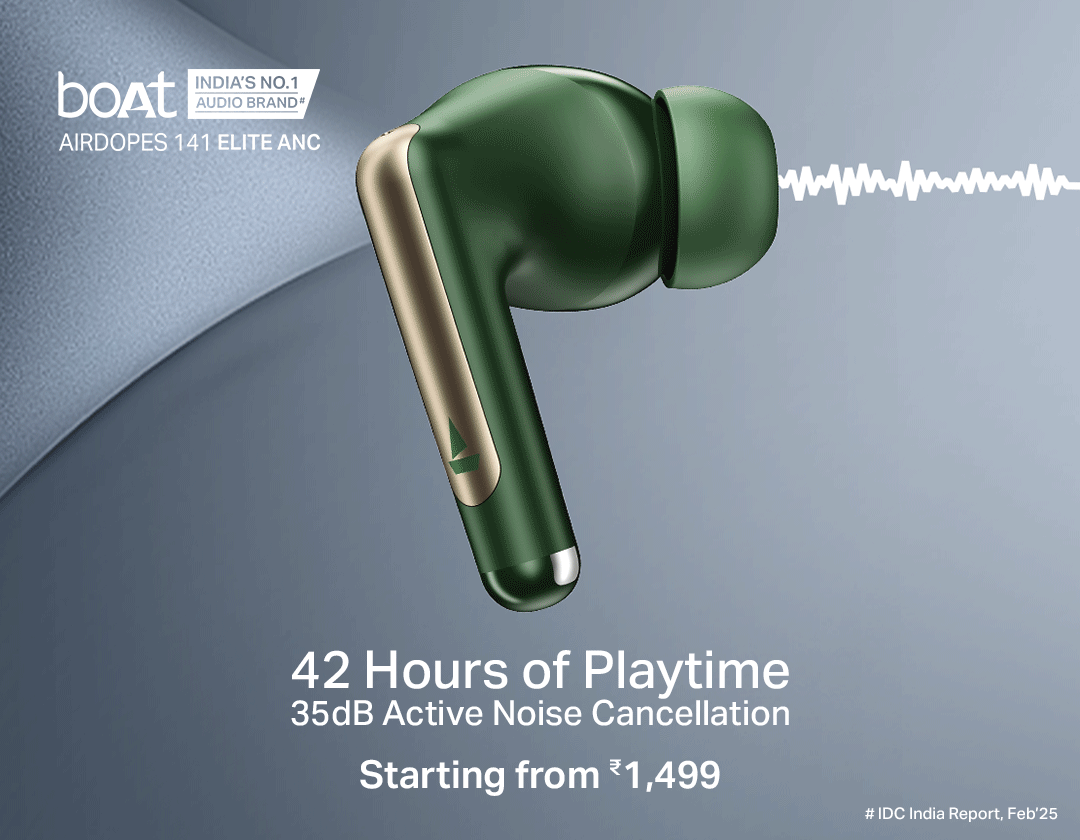 boAt
INDIA'S NO.1
AUDIO BRAND#
AIRDOPES 141 ELITE ANC
42 Hours of Playtime
35dB Active Noise Cancellation
Starting from ₹1,499
# IDC India Report, Feb'25